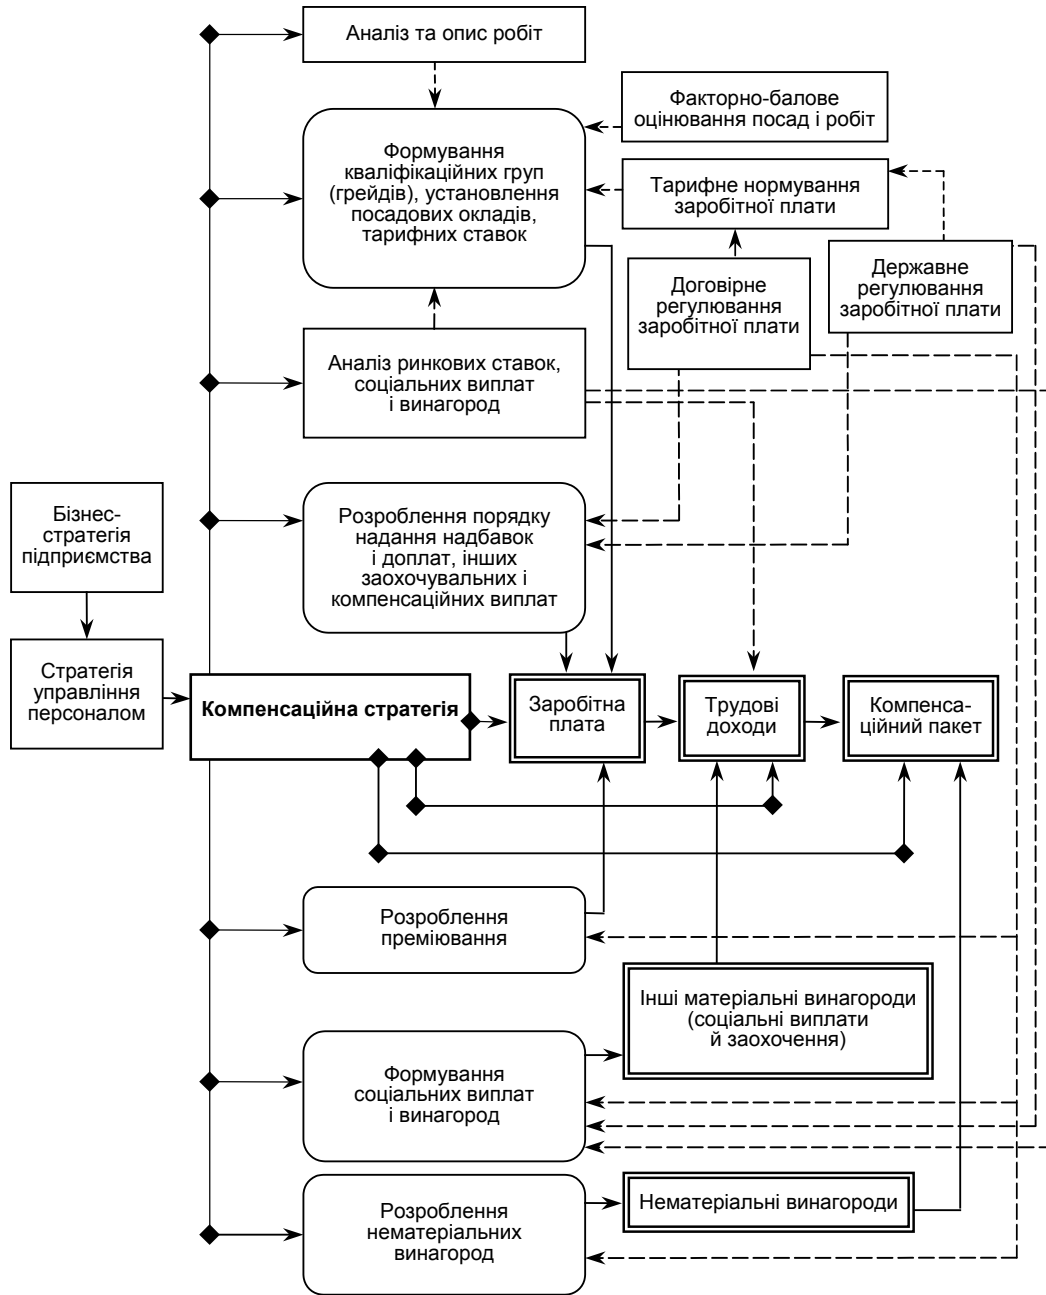 Аналіз та опис робіт
Факторно-балове
оцінювання посад і робіт
Формування
кваліфікаційних груп
(грейдів), установлення
посадових окладів,
тарифних ставок
Тарифне нормування
заробітної плати
Договірне
регулювання
заробітної плати
Державне
регулювання
заробітної плати
Аналіз ринкових ставок,
соціальних виплат
і винагород
Бізнес-
стратегія
підприємства
Розроблення порядку
надання надбавок
і доплат, інших
заохочувальних і
компенсаційних виплат
Стратегія
управління
персоналом
Компенсаційна стратегія
Заробітна
плата
Трудові
доходи
Компенса-
ційний пакет
Розроблення
преміювання
Інші матеріальні винагороди
(соціальні виплати
й заохочення)
Формування
соціальних виплат
і винагород
Розроблення
нематеріальних
винагород
Нематеріальні винагороди